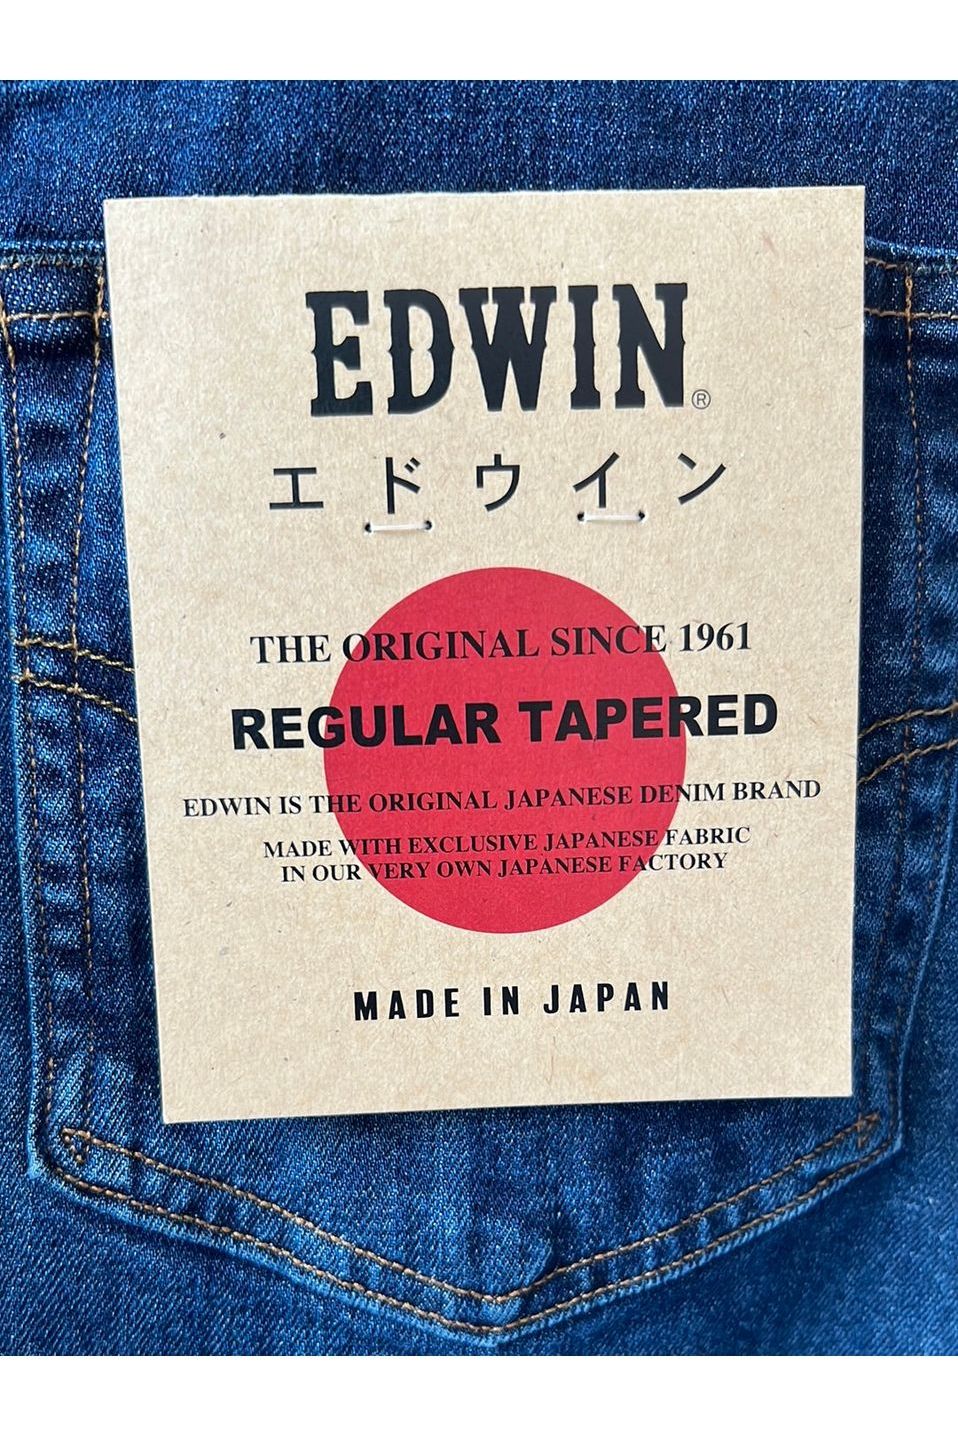 EDWIN®
エドウイン
THE ORIGINAL SINCE 1961
REGULAR TAPERED
EDWIN IS THE ORIGINAL JAPANESE DENIM BRAND
MADE WITH EXCLUSIVE JAPANESE FABRIC
IN OUR VERY OWN JAPANESE FACTORY
MADE IN JAPAN